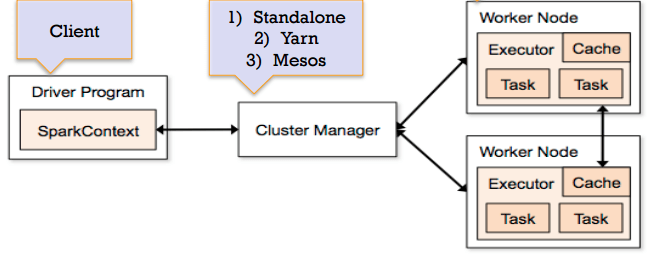 Client
Driver Program
SparkContext
1) Standalone
2) Yarn
3) Mesos
Cluster Manager
Worker Node
Executor
Cache
Task
Task
Worker Node
Executor
Cache
Task
Task